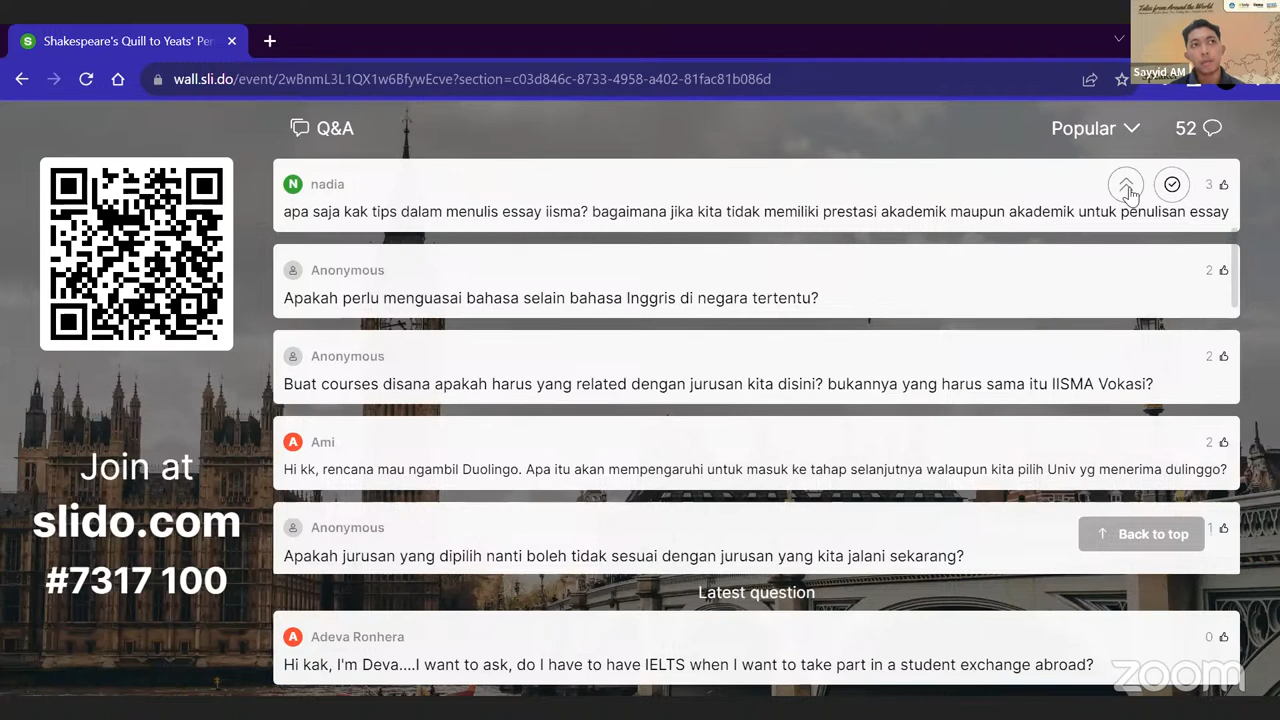 Shakespeare's Quill to Yeats' Per
wall.sli.do/event/2wBnmL3L1QX1w6BfywEcve?section=c03d846c-8733-4958-a402-81fac81b086d
Tales from Around the World
Sayyid AM
Q&A
Popular
52
N nadia
3
apa saja kak tips dalam menulis essay iisma? bagaimana jika kita tidak memiliki prestasi akademik maupun akademik untuk penulisan essay
Anonymous
2
Apakah perlu menguasai bahasa selain bahasa Inggris di negara tertentu?
Anonymous
2
Buat courses disana apakah harus yang related dengan jurusan kita disini? bukannya yang harus sama itu IISMA Vokasi?
A Ami
2
Hi kk, rencana mau ngambil Duolingo. Apa itu akan mempengaruhi untuk masuk ke tahap selanjutnya walaupun kita pilih Univ yg menerima dulinggo?
Anonymous
1
Apakah jurusan yang dipilih nanti boleh tidak sesuai dengan jurusan yang kita jalani sekarang?
Back to top
Latest question
A Adeva Ronhera
0
Hi kak, I'm Deva....I want to ask, do I have to have IELTS when I want to take part in a student exchange abroad?
Join at
slido.com
#7317 100
zoom